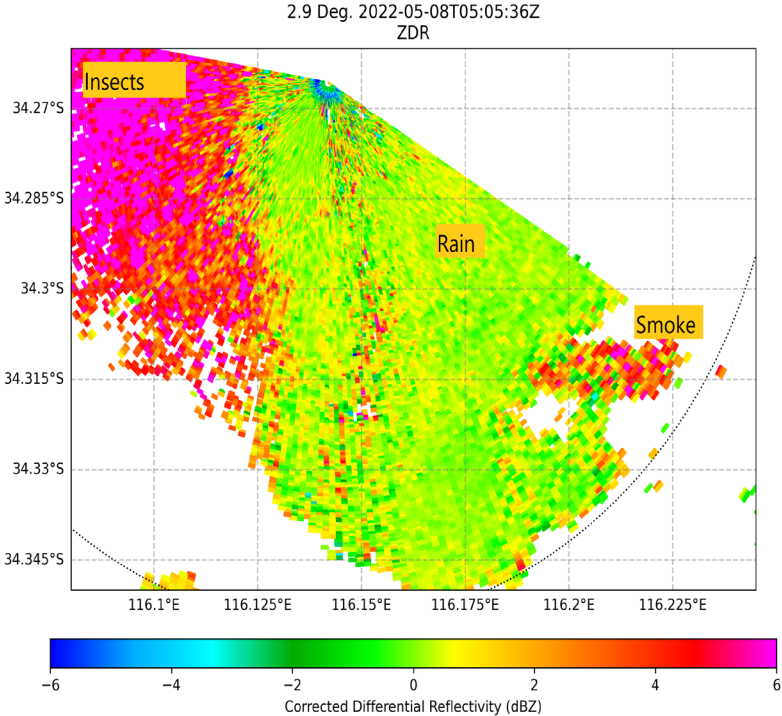 2.9 Deg. 2022-05-08T05:05:36Z
ZDR
Insects
34.27°S
34.285°S
Rain
34.3°S
Smoke
34.315°S
34.33°S
34.345°S
116.1°E 116.125°E 116.15°E 116.175°E 116.2°E 116.225°E
−6 −4 −2 0 2 4 6
Corrected Differential Reflectivity (dBZ)